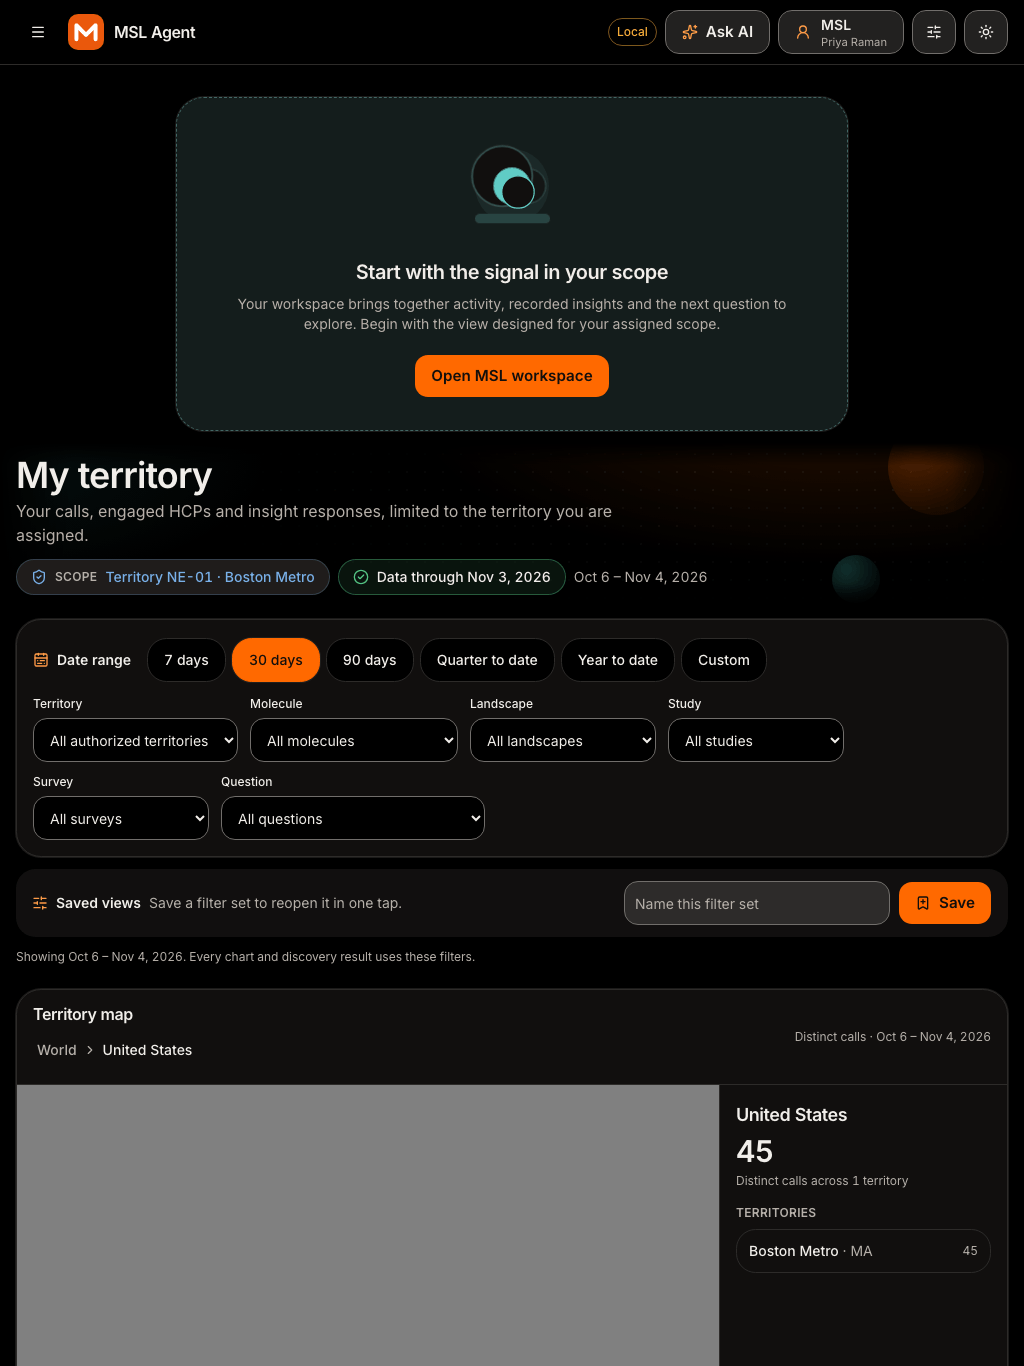 MSL Agent
Local
Ask AI
MSL
Priya Raman
Start with the signal in your scope
Your workspace brings together activity, recorded insights and the next question to
explore. Begin with the view designed for your assigned scope.
Open MSL workspace
My territory
Your calls, engaged HCPs and insight responses, limited to the territory you are
assigned.
SCOPE Territory NE-01 · Boston Metro
Data through Nov 3, 2026
Oct 6 – Nov 4, 2026
Date range
7 days
30 days
90 days
Quarter to date
Year to date
Custom
Territory
Molecule
Landscape
Study
All authorized territories
All molecules
All landscapes
All studies
Survey
Question
All surveys
All questions
Saved views Save a filter set to reopen it in one tap.
Name this filter set
Save
Showing Oct 6 – Nov 4, 2026. Every chart and discovery result uses these filters.
Territory map
World > United States
Distinct calls · Oct 6 – Nov 4, 2026
United States
45
Distinct calls across 1 territory
TERRITORIES
Boston Metro · MA 45